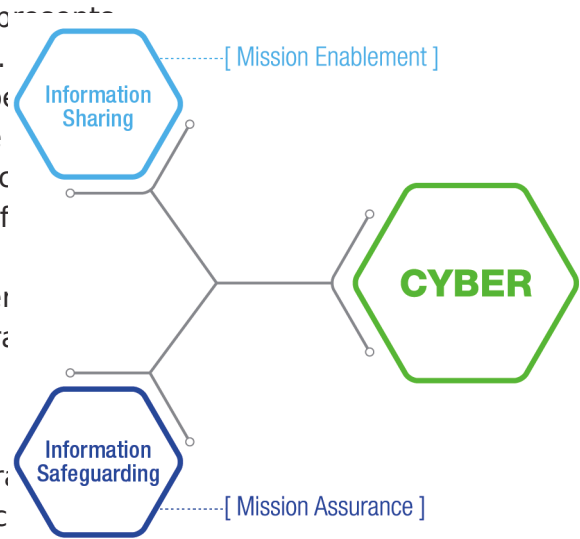 [ Mission Enablement ]
Information
Sharing
CYBER
Information
Safeguarding
[ Mission Assurance ]